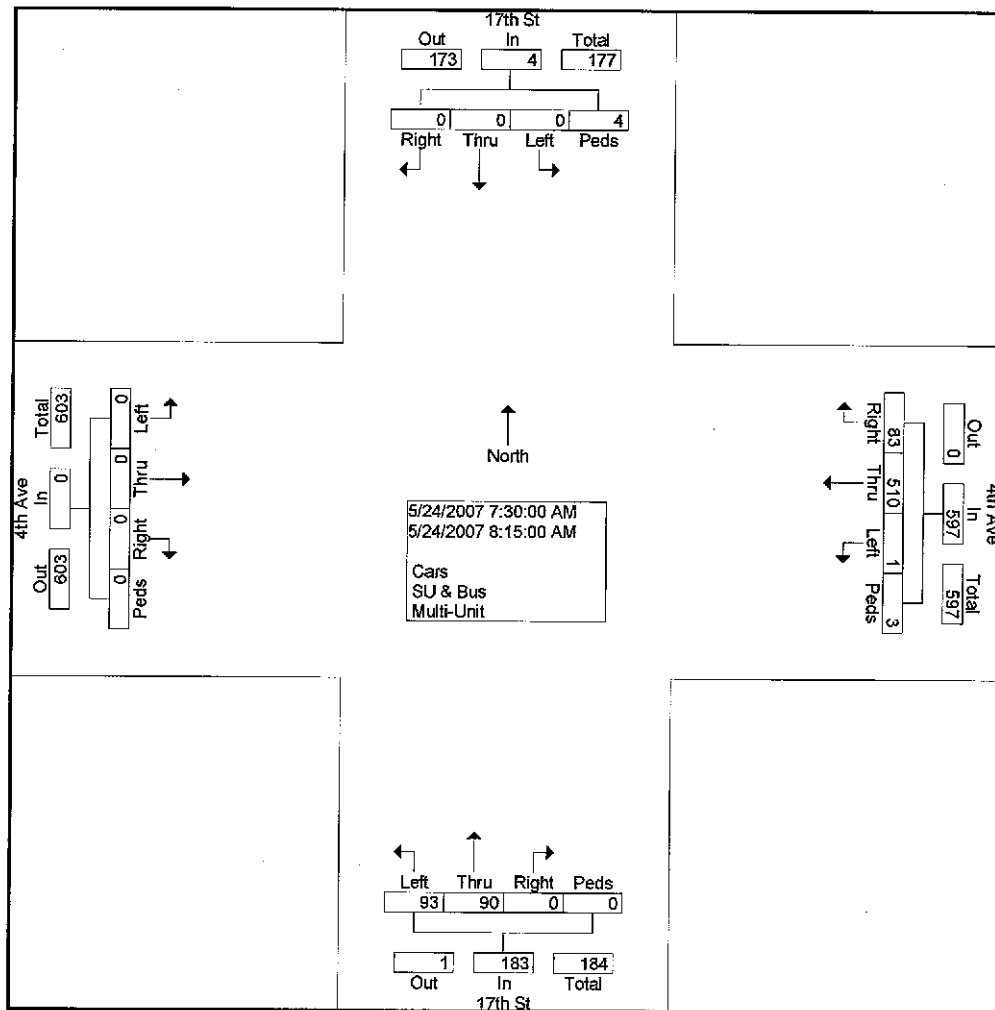 17th St
Out In Total
173 4 177
0 0 0 4
Right Thru Left Peds
Total In Out
603 0 603
4th Ave
0 0 0 0
Left Thru Right Peds
North
5/24/2007 7:30:00 AM
5/24/2007 8:15:00 AM
Cars
SU & Bus
Multi-Unit
4th Ave
Out In Total
0 597 597
83 510 1 3
Right Thru Left Peds
Left Thru Right Peds
93 90 0 0
1 183 184
Out In Total
17th St